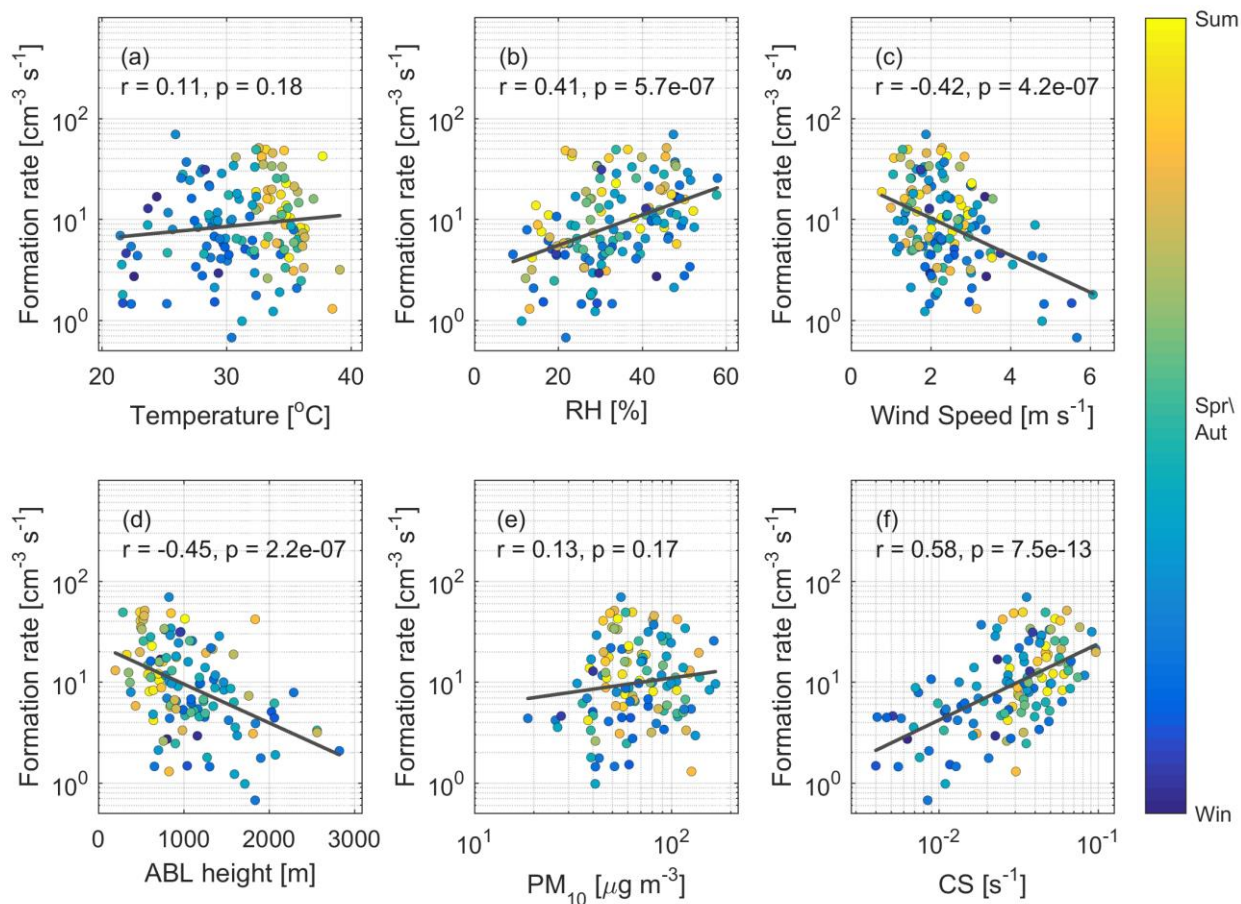 Sum
Spr\
Aut
Win
(a)
r = 0.11, p = 0.18
Formation rate [cm⁻³ s⁻¹]
10²
10¹
10⁰
20 30 40
Temperature [°C]
(b)
r = 0.41, p = 5.7e-07
Formation rate [cm⁻³ s⁻¹]
10²
10¹
10⁰
0 20 40 60
RH [%]
(c)
r = -0.42, p = 4.2e-07
Formation rate [cm⁻³ s⁻¹]
10²
10¹
10⁰
0 2 4 6
Wind Speed [m s⁻¹]
(d)
r = -0.45, p = 2.2e-07
Formation rate [cm⁻³ s⁻¹]
10²
10¹
10⁰
0 1000 2000 3000
ABL height [m]
(e)
r = 0.13, p = 0.17
Formation rate [cm⁻³ s⁻¹]
10²
10¹
10⁰
10¹ 10²
PM₁₀ [μg m⁻³]
(f)
r = 0.58, p = 7.5e-13
Formation rate [cm⁻³ s⁻¹]
10²
10¹
10⁰
10⁻² 10⁻¹
CS [s⁻¹]